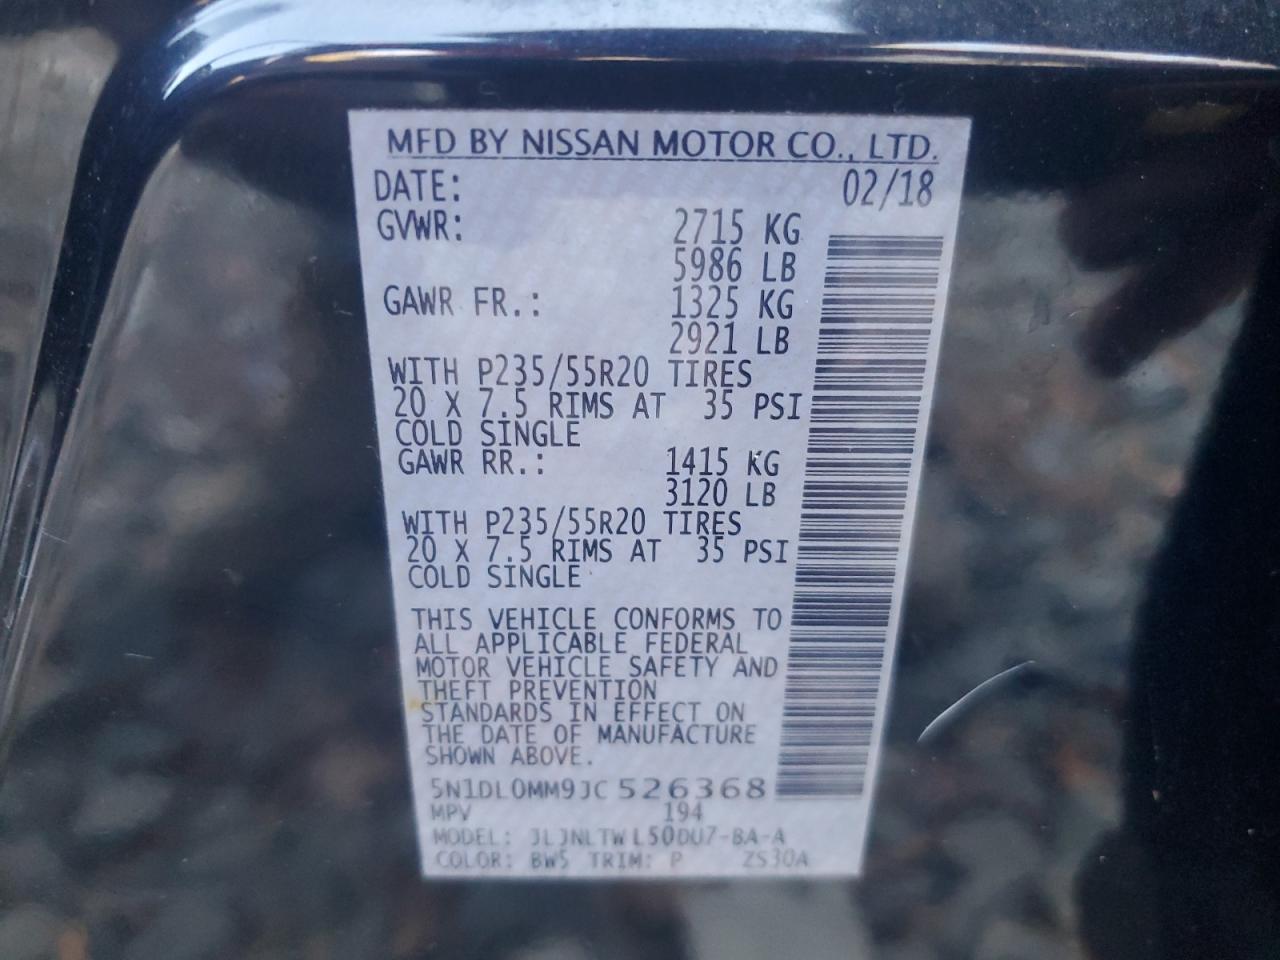 MFD BY NISSAN MOTOR CO., LTD.
DATE: 02/18
GVWR: 2715 KG
5986 LB
GAWR FR.: 1325 KG
2921 LB
WITH P235/55R20 TIRES
20 X 7.5 RIMS AT 35 PSI
COLD SINGLE
GAWR RR.: 1415 KG
3120 LB
WITH P235/55R20 TIRES
20 X 7.5 RIMS AT 35 PSI
COLD SINGLE
THIS VEHICLE CONFORMS TO
ALL APPLICABLE FEDERAL
MOTOR VEHICLE SAFETY AND
THEFT PREVENTION
STANDARDS IN EFFECT ON
THE DATE OF MANUFACTURE
SHOWN ABOVE.
5N1DL0MM9JC526368
MPV 194
MODEL: JLJNLTWL50DU7-BA-A
COLOR: BW5 TRIM: P ZS30A